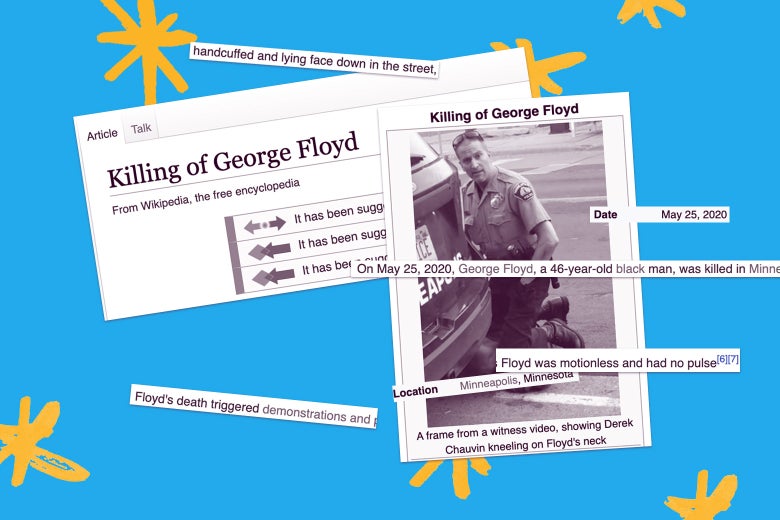 handcuffed and lying face down in the street,
Article Talk
Killing of George Floyd
From Wikipedia, the free encyclopedia
It has been sugg
It has been sugg
It has been
Killing of George Floyd
Date May 25, 2020
On May 25, 2020, George Floyd, a 46-year-old black man, was killed in Minne
Floyd was motionless and had no pulse[6][7]
Location Minneapolis, Minnesota
A frame from a witness video, showing Derek
Chauvin kneeling on Floyd's neck
Floyd's death triggered demonstrations and